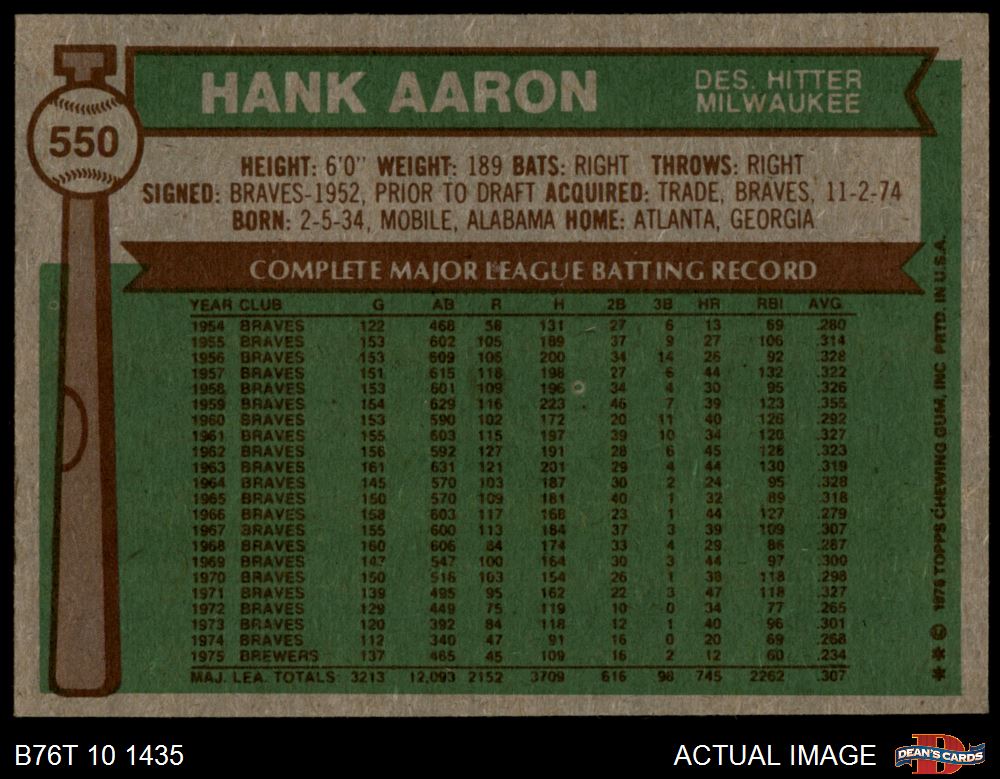 HANK AARON
DES. HITTER
MILWAUKEE
550
HEIGHT: 6'0" WEIGHT: 189 BATS: RIGHT THROWS: RIGHT
SIGNED: BRAVES-1952, PRIOR TO DRAFT ACQUIRED: TRADE, BRAVES, 11-2-74
BORN: 2-5-34, MOBILE, ALABAMA HOME: ATLANTA, GEORGIA
COMPLETE MAJOR LEAGUE BATTING RECORD
YEAR CLUB G AB R H 2B 3B HR RBI AVG.
1954 BRAVES 122 468 58 131 27 6 13 69 .280
1955 BRAVES 153 602 105 189 37 9 27 106 .314
1956 BRAVES 153 609 106 200 34 14 26 92 .328
1957 BRAVES 151 615 118 198 27 6 44 132 .322
1958 BRAVES 153 601 109 196 34 4 30 95 .326
1959 BRAVES 154 629 116 223 46 7 39 123 .355
1960 BRAVES 153 590 102 172 20 11 40 126 .292
1961 BRAVES 155 603 115 197 39 10 34 120 .327
1962 BRAVES 156 592 127 191 28 6 45 128 .323
1963 BRAVES 161 631 121 201 29 4 44 130 .319
1964 BRAVES 145 570 103 187 30 2 24 95 .328
1965 BRAVES 150 570 109 181 40 1 32 89 .318
1966 BRAVES 158 603 117 168 23 1 44 127 .279
1967 BRAVES 155 600 113 184 37 3 39 109 .307
1968 BRAVES 160 606 84 174 33 4 29 86 .287
1969 BRAVES 147 547 100 164 30 3 44 97 .300
1970 BRAVES 150 516 103 154 26 1 38 118 .298
1971 BRAVES 139 495 95 162 22 3 47 118 .327
1972 BRAVES 129 449 75 119 10 0 34 77 .265
1973 BRAVES 120 392 84 118 12 1 40 96 .301
1974 BRAVES 112 340 47 91 16 0 20 69 .268
1975 BREWERS 137 465 45 109 16 2 12 60 .234
MAJ. LEA. TOTALS 3213 12,093 2152 3709 616 98 745 2262 .307
** © 1976 TOPPS CHEWING GUM, INC PRTD. IN U.S.A.
B76T 10 1435
ACTUAL IMAGE
D
DEAN'S CARDS